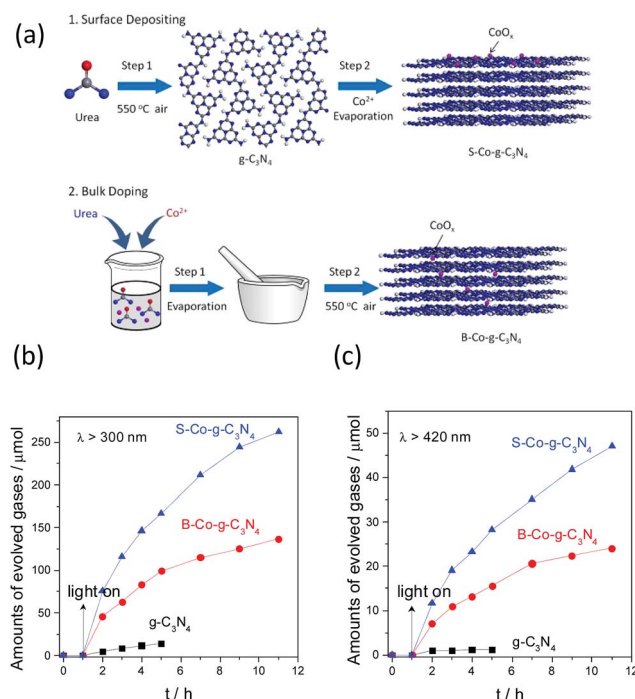 (a)
1. Surface Depositing
Urea
Step 1
550 °C air
g-C₃N₄
Step 2
Co²⁺
Evaporation
CoOₓ
S-Co-g-C₃N₄
2. Bulk Doping
Urea
Co²⁺
Step 1
Evaporation
Step 2
550 °C air
CoOₓ
B-Co-g-C₃N₄
(b)
Amounts of evolved gases / μmol
250
200
150
100
50
0
λ > 300 nm
S-Co-g-C₃N₄
B-Co-g-C₃N₄
light on
g-C₃N₄
0 2 4 6 8 10 12
t / h
(c)
Amounts of evolved gases / μmol
50
40
30
20
10
0
λ > 420 nm
S-Co-g-C₃N₄
B-Co-g-C₃N₄
light on
g-C₃N₄
0 2 4 6 8 10 12
t / h